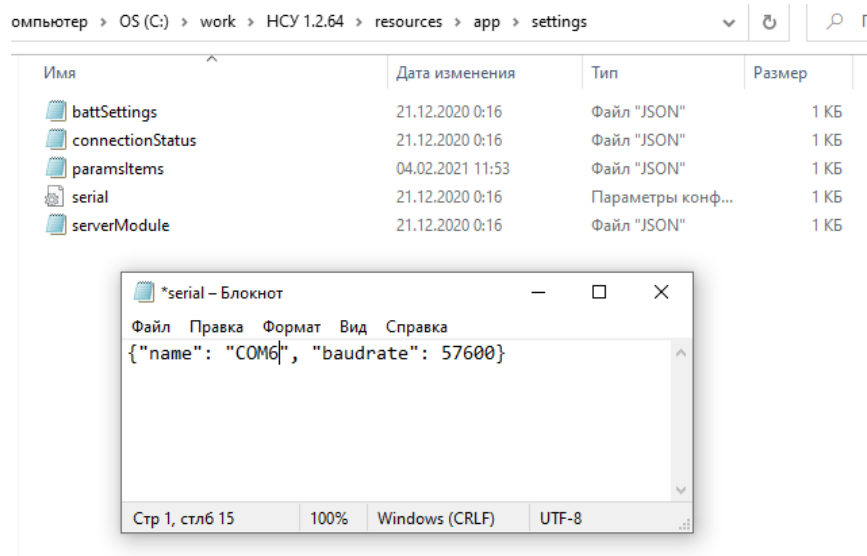 омпьютер > OS (C:) > work > НСУ 1.2.64 > resources > app > settings
Имя Дата изменения Тип Размер
battSettings 21.12.2020 0:16 Файл "JSON" 1 КБ
connectionStatus 21.12.2020 0:16 Файл "JSON" 1 КБ
paramsItems 04.02.2021 11:53 Файл "JSON" 1 КБ
serial 21.12.2020 0:16 Параметры конф... 1 КБ
serverModule 21.12.2020 0:16 Файл "JSON" 1 КБ
*serial – Блокнот
Файл Правка Формат Вид Справка
{"name": "COM6", "baudrate": 57600}
Стр 1, стлб 15 100% Windows (CRLF) UTF-8